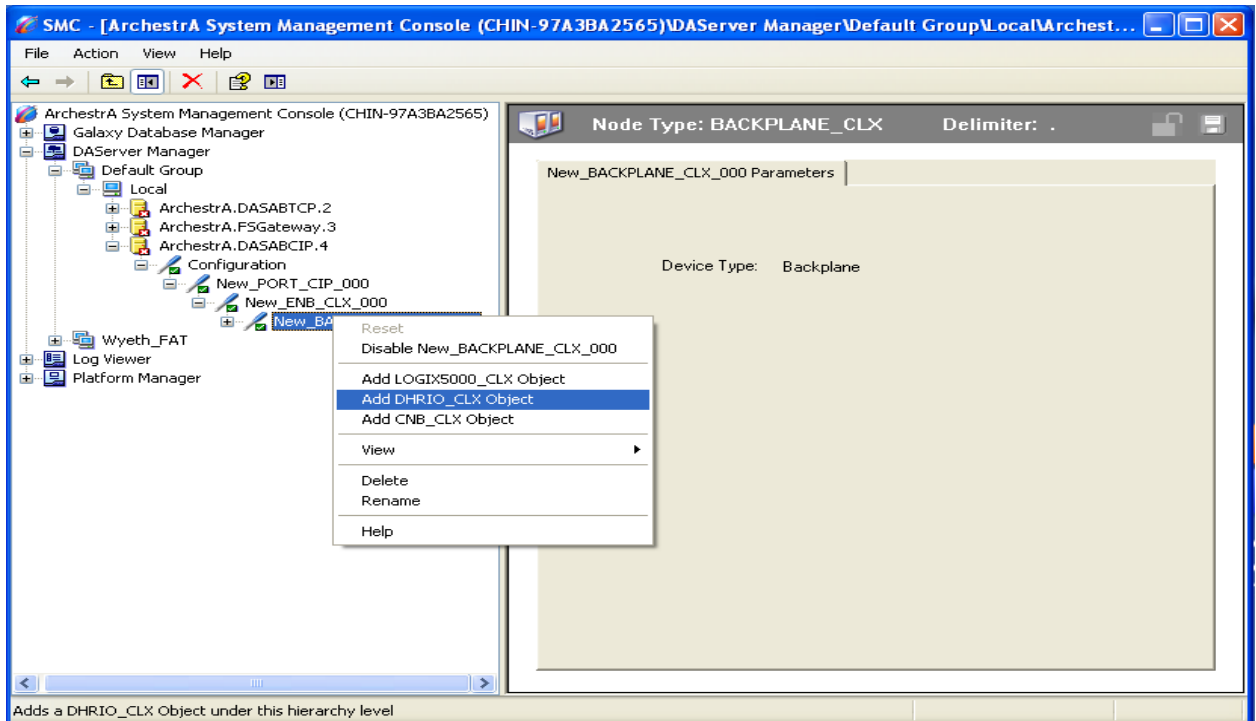 SMC - [ArchestrA System Management Console (CHIN-97A3BA2565)\DAServer Manager\Default Group\Local\Archest...
File Action View Help
ArchestrA System Management Console (CHIN-97A3BA2565)
Galaxy Database Manager
DAServer Manager
Default Group
Local
ArchestrA.DASABTCP.2
ArchestrA.FSGateway.3
ArchestrA.DASABCIP.4
Configuration
New_PORT_CIP_000
New_ENB_CLX_000
New_BA
Wyeth_FAT
Log Viewer
Platform Manager
Reset
Disable New_BACKPLANE_CLX_000
Add LOGIX5000_CLX Object
Add DHRIO_CLX Object
Add CNB_CLX Object
View
Delete
Rename
Help
Node Type: BACKPLANE_CLX Delimiter: .
New_BACKPLANE_CLX_000 Parameters
Device Type: Backplane
Adds a DHRIO_CLX Object under this hierarchy level